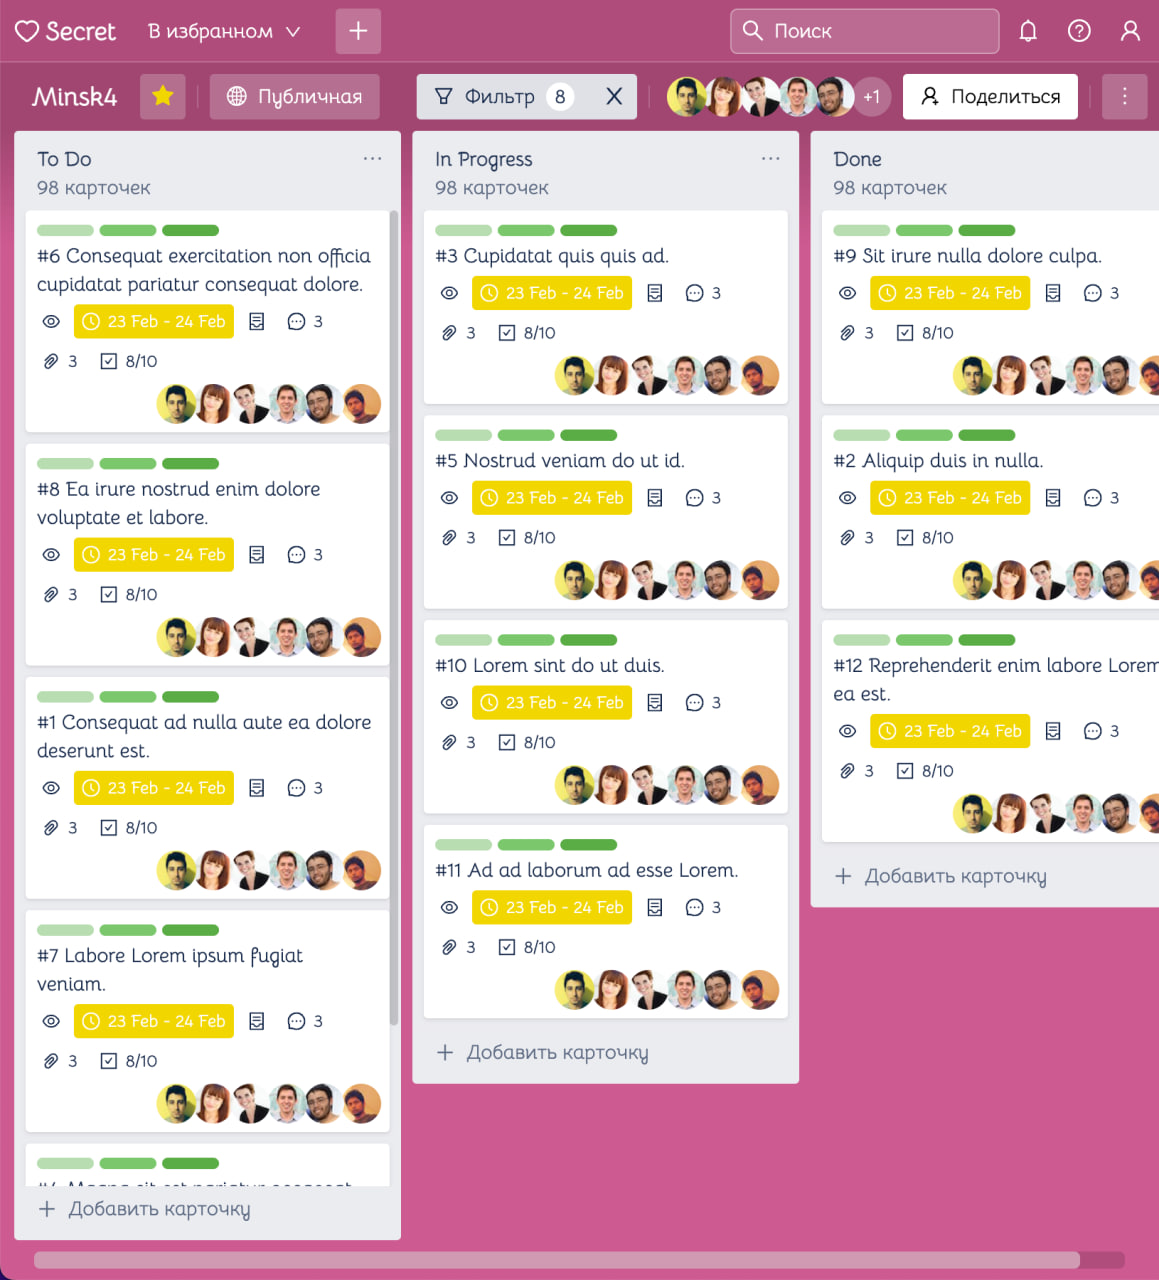 Secret
В избранном
Поиск
Minsk4
Публичная
Фильтр 8
+1
Поделиться
To Do
98 карточек
#6 Consequat exercitation non officia
cupidatat pariatur consequat dolore.
23 Feb - 24 Feb
3
3
8/10
#8 Ea irure nostrud enim dolore
voluptate et labore.
23 Feb - 24 Feb
3
3
8/10
#1 Consequat ad nulla aute ea dolore
deserunt est.
23 Feb - 24 Feb
3
3
8/10
#7 Labore Lorem ipsum fugiat
veniam.
23 Feb - 24 Feb
3
3
8/10
Добавить карточку
In Progress
98 карточек
#3 Cupidatat quis quis ad.
23 Feb - 24 Feb
3
3
8/10
#5 Nostrud veniam do ut id.
23 Feb - 24 Feb
3
3
8/10
#10 Lorem sint do ut duis.
23 Feb - 24 Feb
3
3
8/10
#11 Ad ad laborum ad esse Lorem.
23 Feb - 24 Feb
3
3
8/10
Добавить карточку
Done
98 карточек
#9 Sit irure nulla dolore culpa.
23 Feb - 24 Feb
3
3
8/10
#2 Aliquip duis in nulla.
23 Feb - 24 Feb
3
3
8/10
#12 Reprehenderit enim labore Lorem
ea est.
23 Feb - 24 Feb
3
3
8/10
Добавить карточку